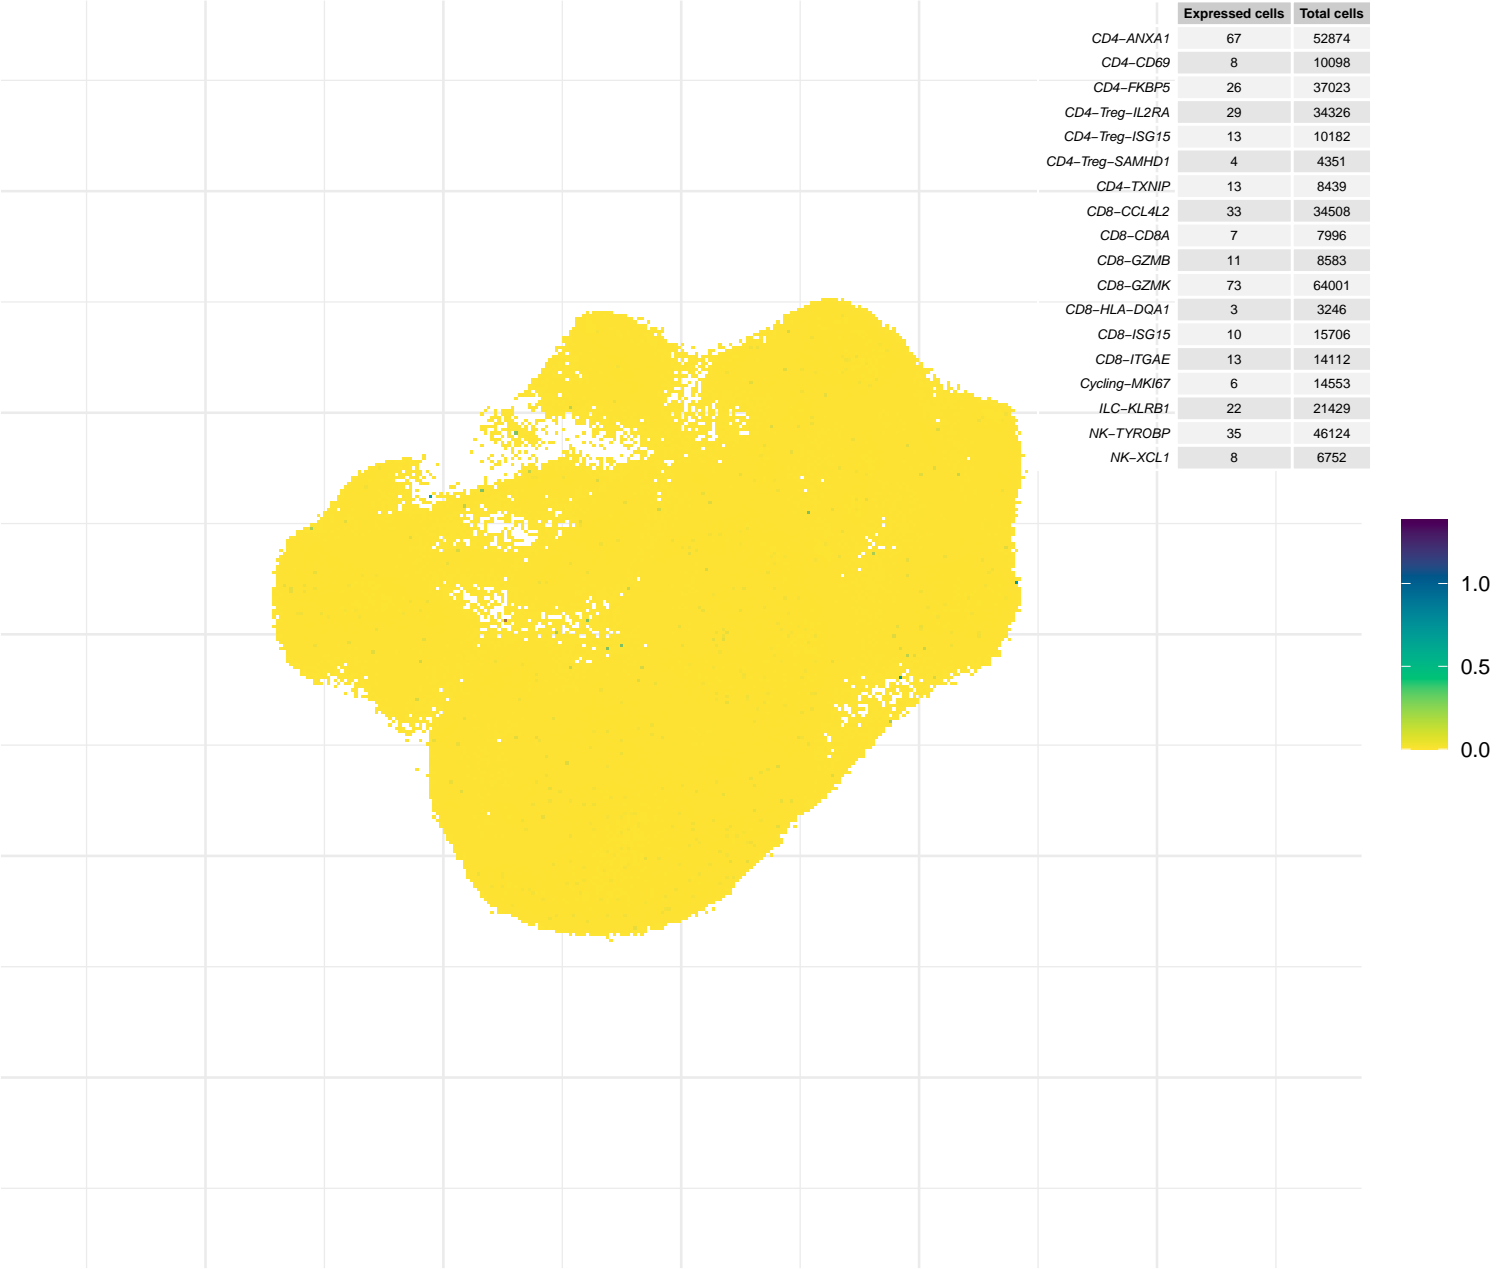 Expressed cells Total cells
CD4−ANXA1 67 52874
CD4−CD69 8 10098
CD4−FKBP5 26 37023
CD4−Treg−IL2RA 29 34326
CD4−Treg−ISG15 13 10182
CD4−Treg−SAMHD1 4 4351
CD4−TXNIP 13 8439
CD8−CCL4L2 33 34508
CD8−CD8A 7 7996
CD8−GZMB 11 8583
CD8−GZMK 73 64001
CD8−HLA−DQA1 3 3246
CD8−ISG15 10 15706
CD8−ITGAE 13 14112
Cycling−MKI67 6 14553
ILC−KLRB1 22 21429
NK−TYROBP 35 46124
NK−XCL1 8 6752
1.0
0.5
0.0